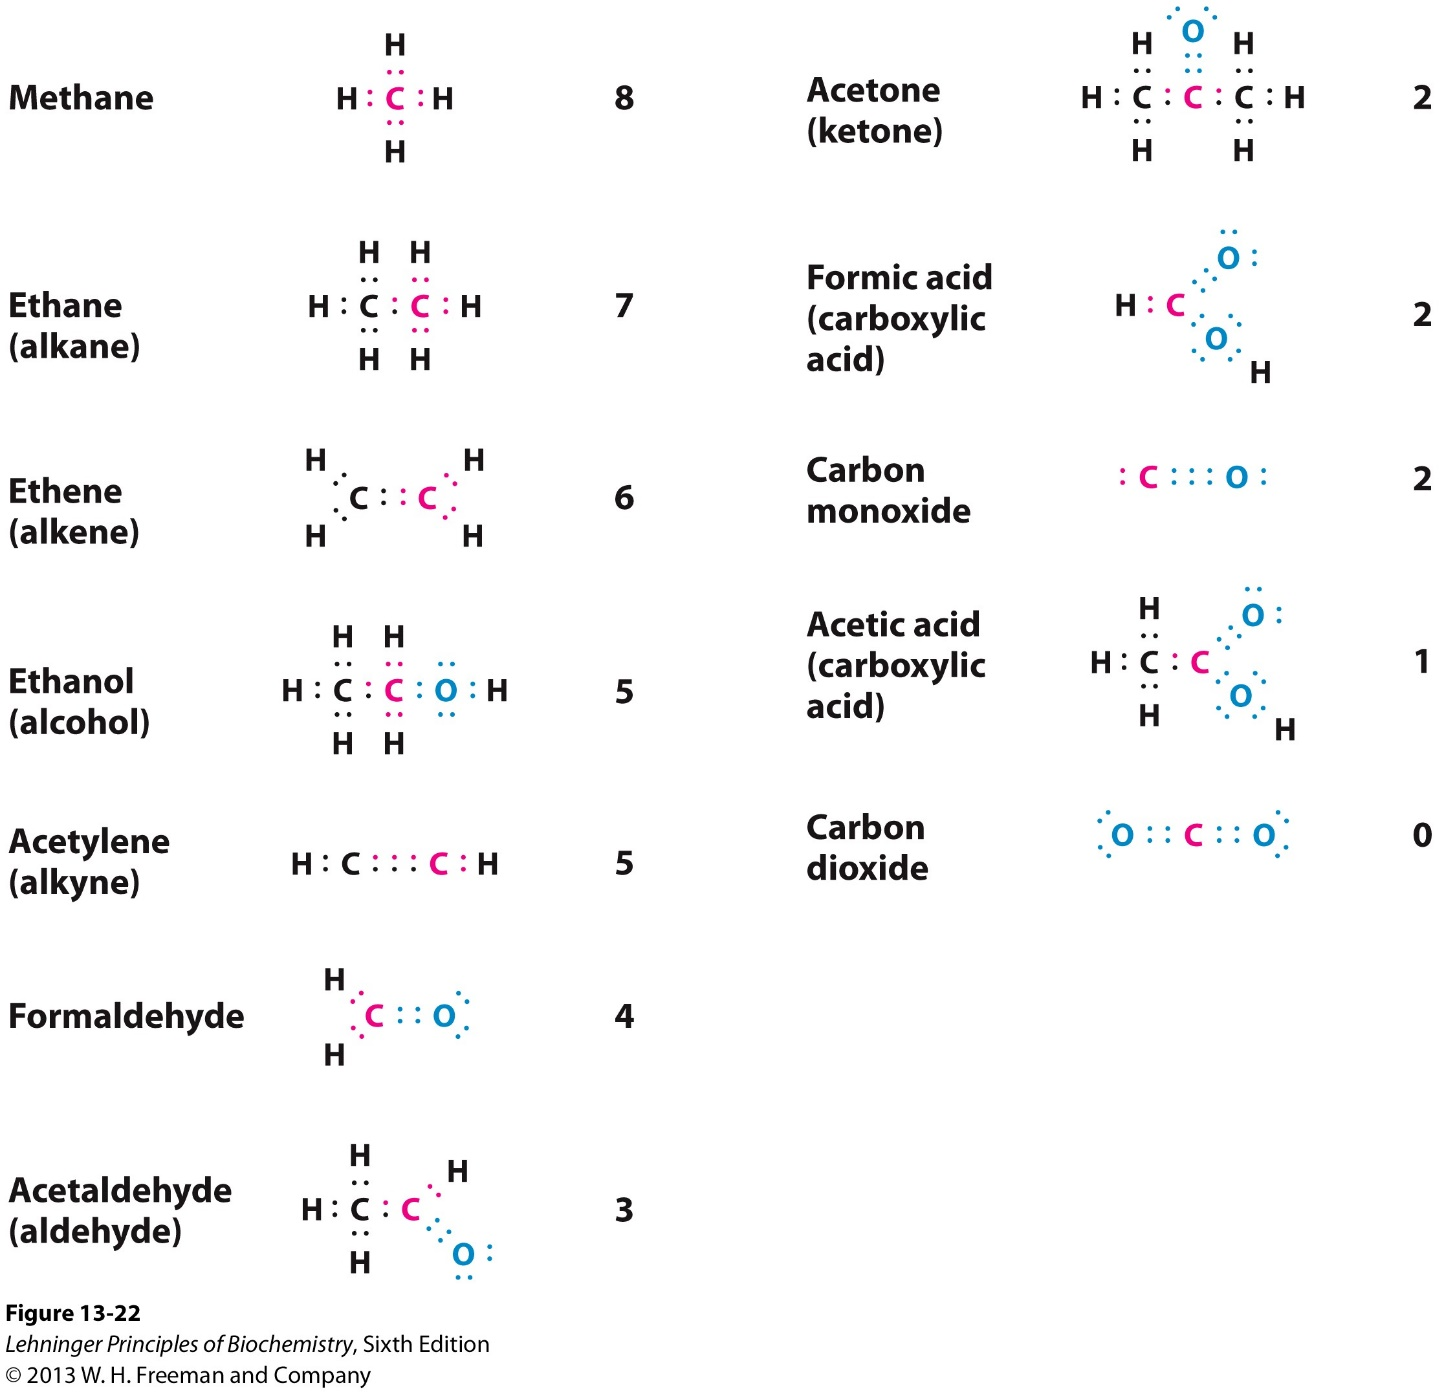 Methane
H
H : C : H
H
8
Ethane
(alkane)
H H
H : C : C : H
H H
7
Ethene
(alkene)
H H
C :: C
H H
6
Ethanol
(alcohol)
H H
H : C : C : O : H
H H
5
Acetylene
(alkyne)
H : C ::: C : H
5
Formaldehyde
H
C :: O
H
4
Acetaldehyde
(aldehyde)
H H
H : C : C
H O
3
Acetone
(ketone)
H O H
H : C : C : C : H
H H
2
Formic acid
(carboxylic
acid)
O
H : C
O
H
2
Carbon
monoxide
: C ::: O :
2
Acetic acid
(carboxylic
acid)
H O
H : C : C
H O
H
1
Carbon
dioxide
O :: C :: O
0
Figure 13-22
Lehninger Principles of Biochemistry, Sixth Edition
© 2013 W. H. Freeman and Company